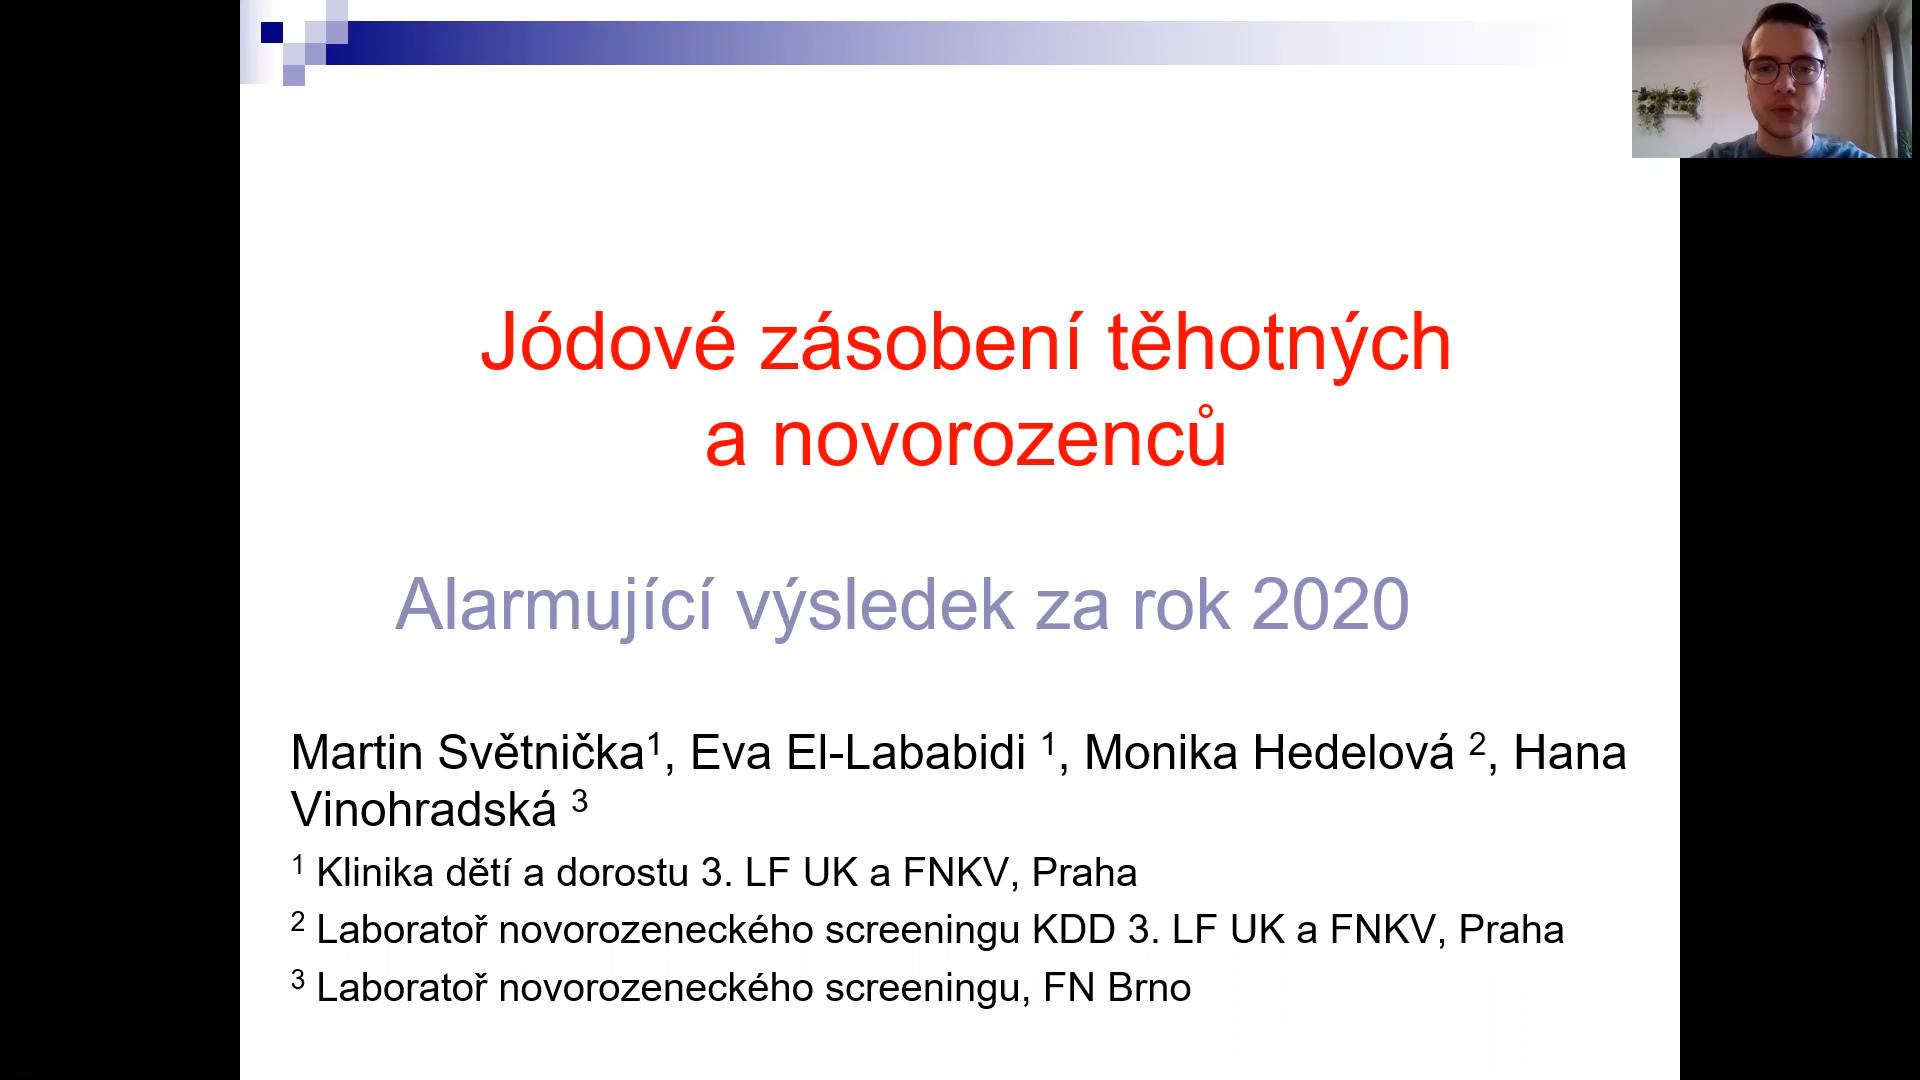 Jódové zásobení těhotných
a novorozenců
Alarmující výsledek za rok 2020
Martin Světnička¹, Eva El-Lababidi ¹, Monika Hedelová ², Hana
Vinohradská ³
¹ Klinika dětí a dorostu 3. LF UK a FNKV, Praha
² Laboratoř novorozeneckého screeningu KDD 3. LF UK a FNKV, Praha
³ Laboratoř novorozeneckého screeningu, FN Brno